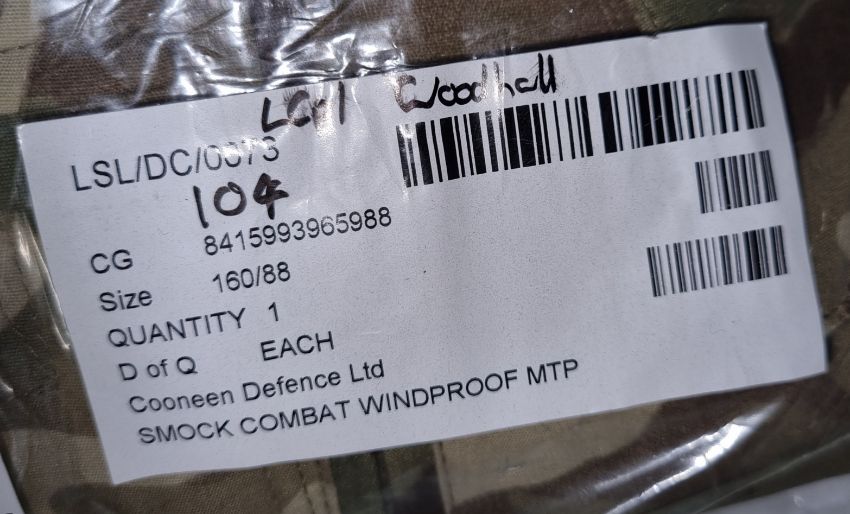 LCpl Woodhall
LSL/DC/0073
104
CG 8415993965988
Size 160/88
QUANTITY 1
D of Q EACH
Cooneen Defence Ltd
SMOCK COMBAT WINDPROOF MTP